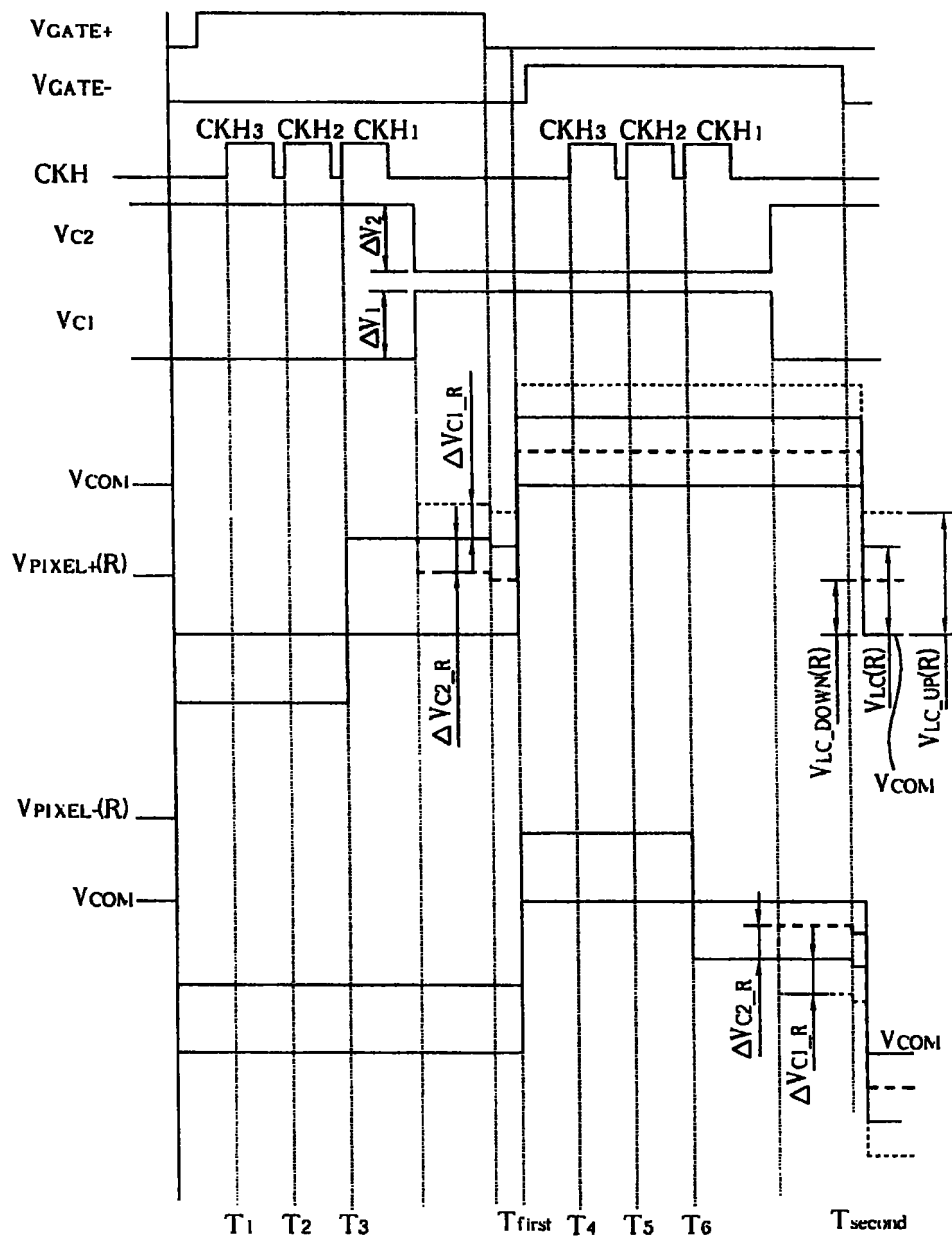 VGATE+
VGATE-
CKH3 CKH2 CKH1 CKH3 CKH2 CKH1
CKH
VC2
ΔV2
VC1
ΔV1
ΔVC1_R
VCOM
VPIXEL+(R)
ΔVC2_R
VLC_DOWN(R)
VLC(R)
VLC_UP(R)
VCOM
VPIXEL-(R)
VCOM
ΔVC2_R
ΔVC1_R
VCOM
T1 T2 T3 Tfirst T4 T5 T6 Tsecond